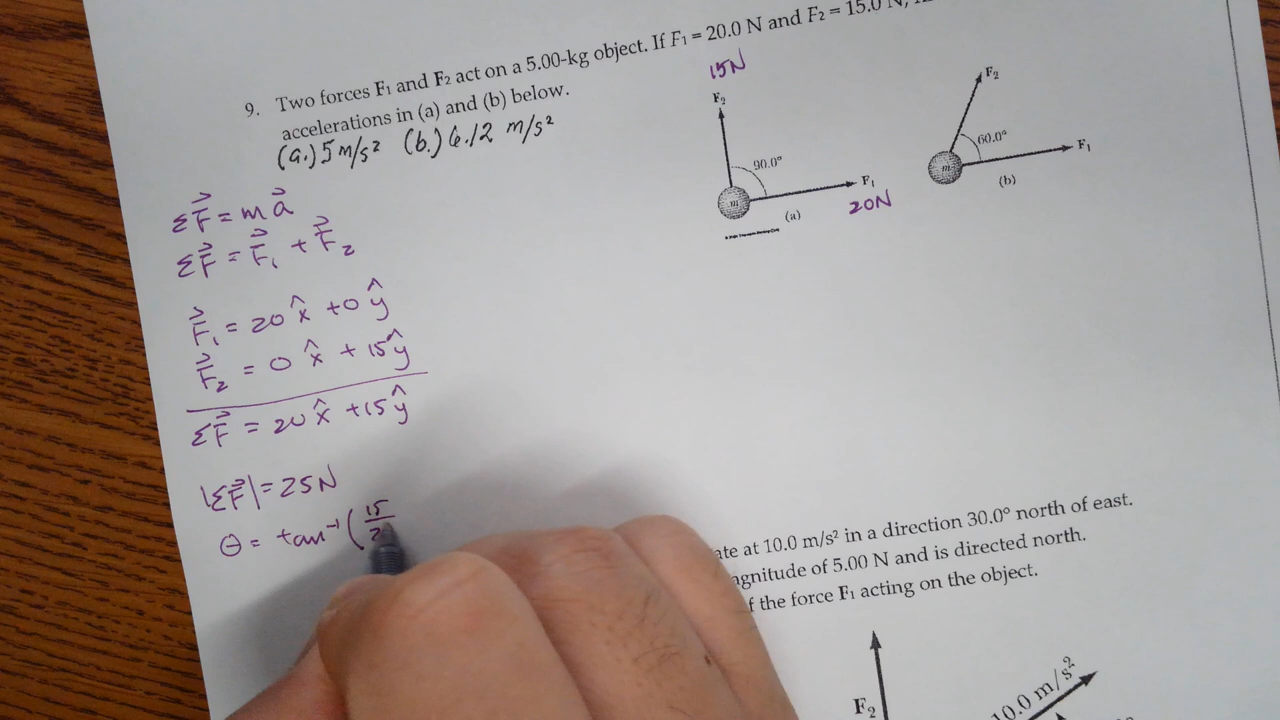 9. Two forces F₁ and F₂ act on a 5.00-kg object. If F₁ = 20.0 N and F₂ = 15.0 N,
accelerations in (a) and (b) below.
(a.) 5 m/s² (b.) 6.12 m/s²
15N
F₂
90.0°
m
F₁
20N
(a)
F₂
60.0°
m
F₁
(b)
ΣF⃗ = ma⃗
ΣF⃗ = F⃗₁ + F⃗₂
F⃗₁ = 20 x̂ + 0 ŷ
F⃗₂ = 0 x̂ + 15 ŷ
ΣF⃗ = 20 x̂ + 15 ŷ
|ΣF⃗| = 25N
θ = tan⁻¹ (15/2
ate at 10.0 m/s² in a direction 30.0° north of east.
agnitude of 5.00 N and is directed north.
f the force F₁ acting on the object.
F₂
10.0 m/s²